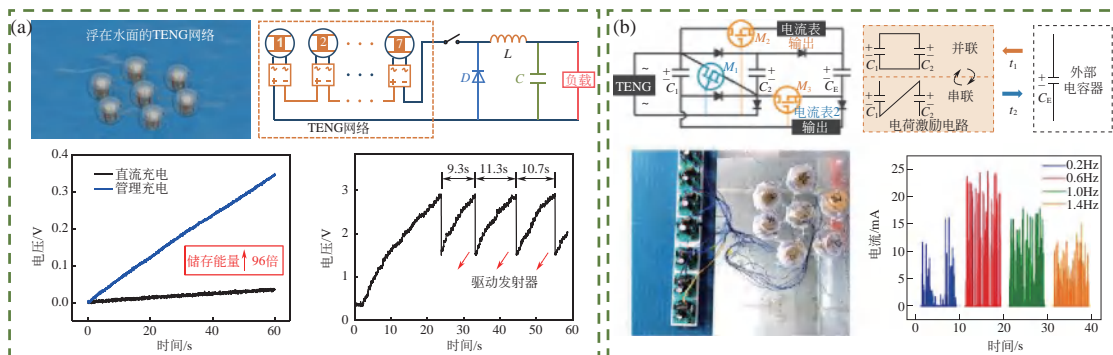 (a)
浮在水面的TENG网络
1
2
7
TENG网络
L
D
C
负载
0.4
0.3
0.2
0.1
0.0
电压/V
直流充电
管理充电
储存能量 96倍
0
20
40
60
时间/s
3
2
1
0
电压/V
9.3s
11.3s
10.7s
驱动发射器
0
10
20
30
40
50
60
时间/s
(b)
TENG
~
~
M1
M2
M3
C1
C2
CE
电流表
输出
电流表2
输出
C1
C2
并联
C1
C2
串联
电荷激励电路
t1
t2
CE
外部
电容器
25
20
15
10
5
0
电流/mA
0.2Hz
0.6Hz
1.0Hz
1.4Hz
0
10
20
30
40
时间/s